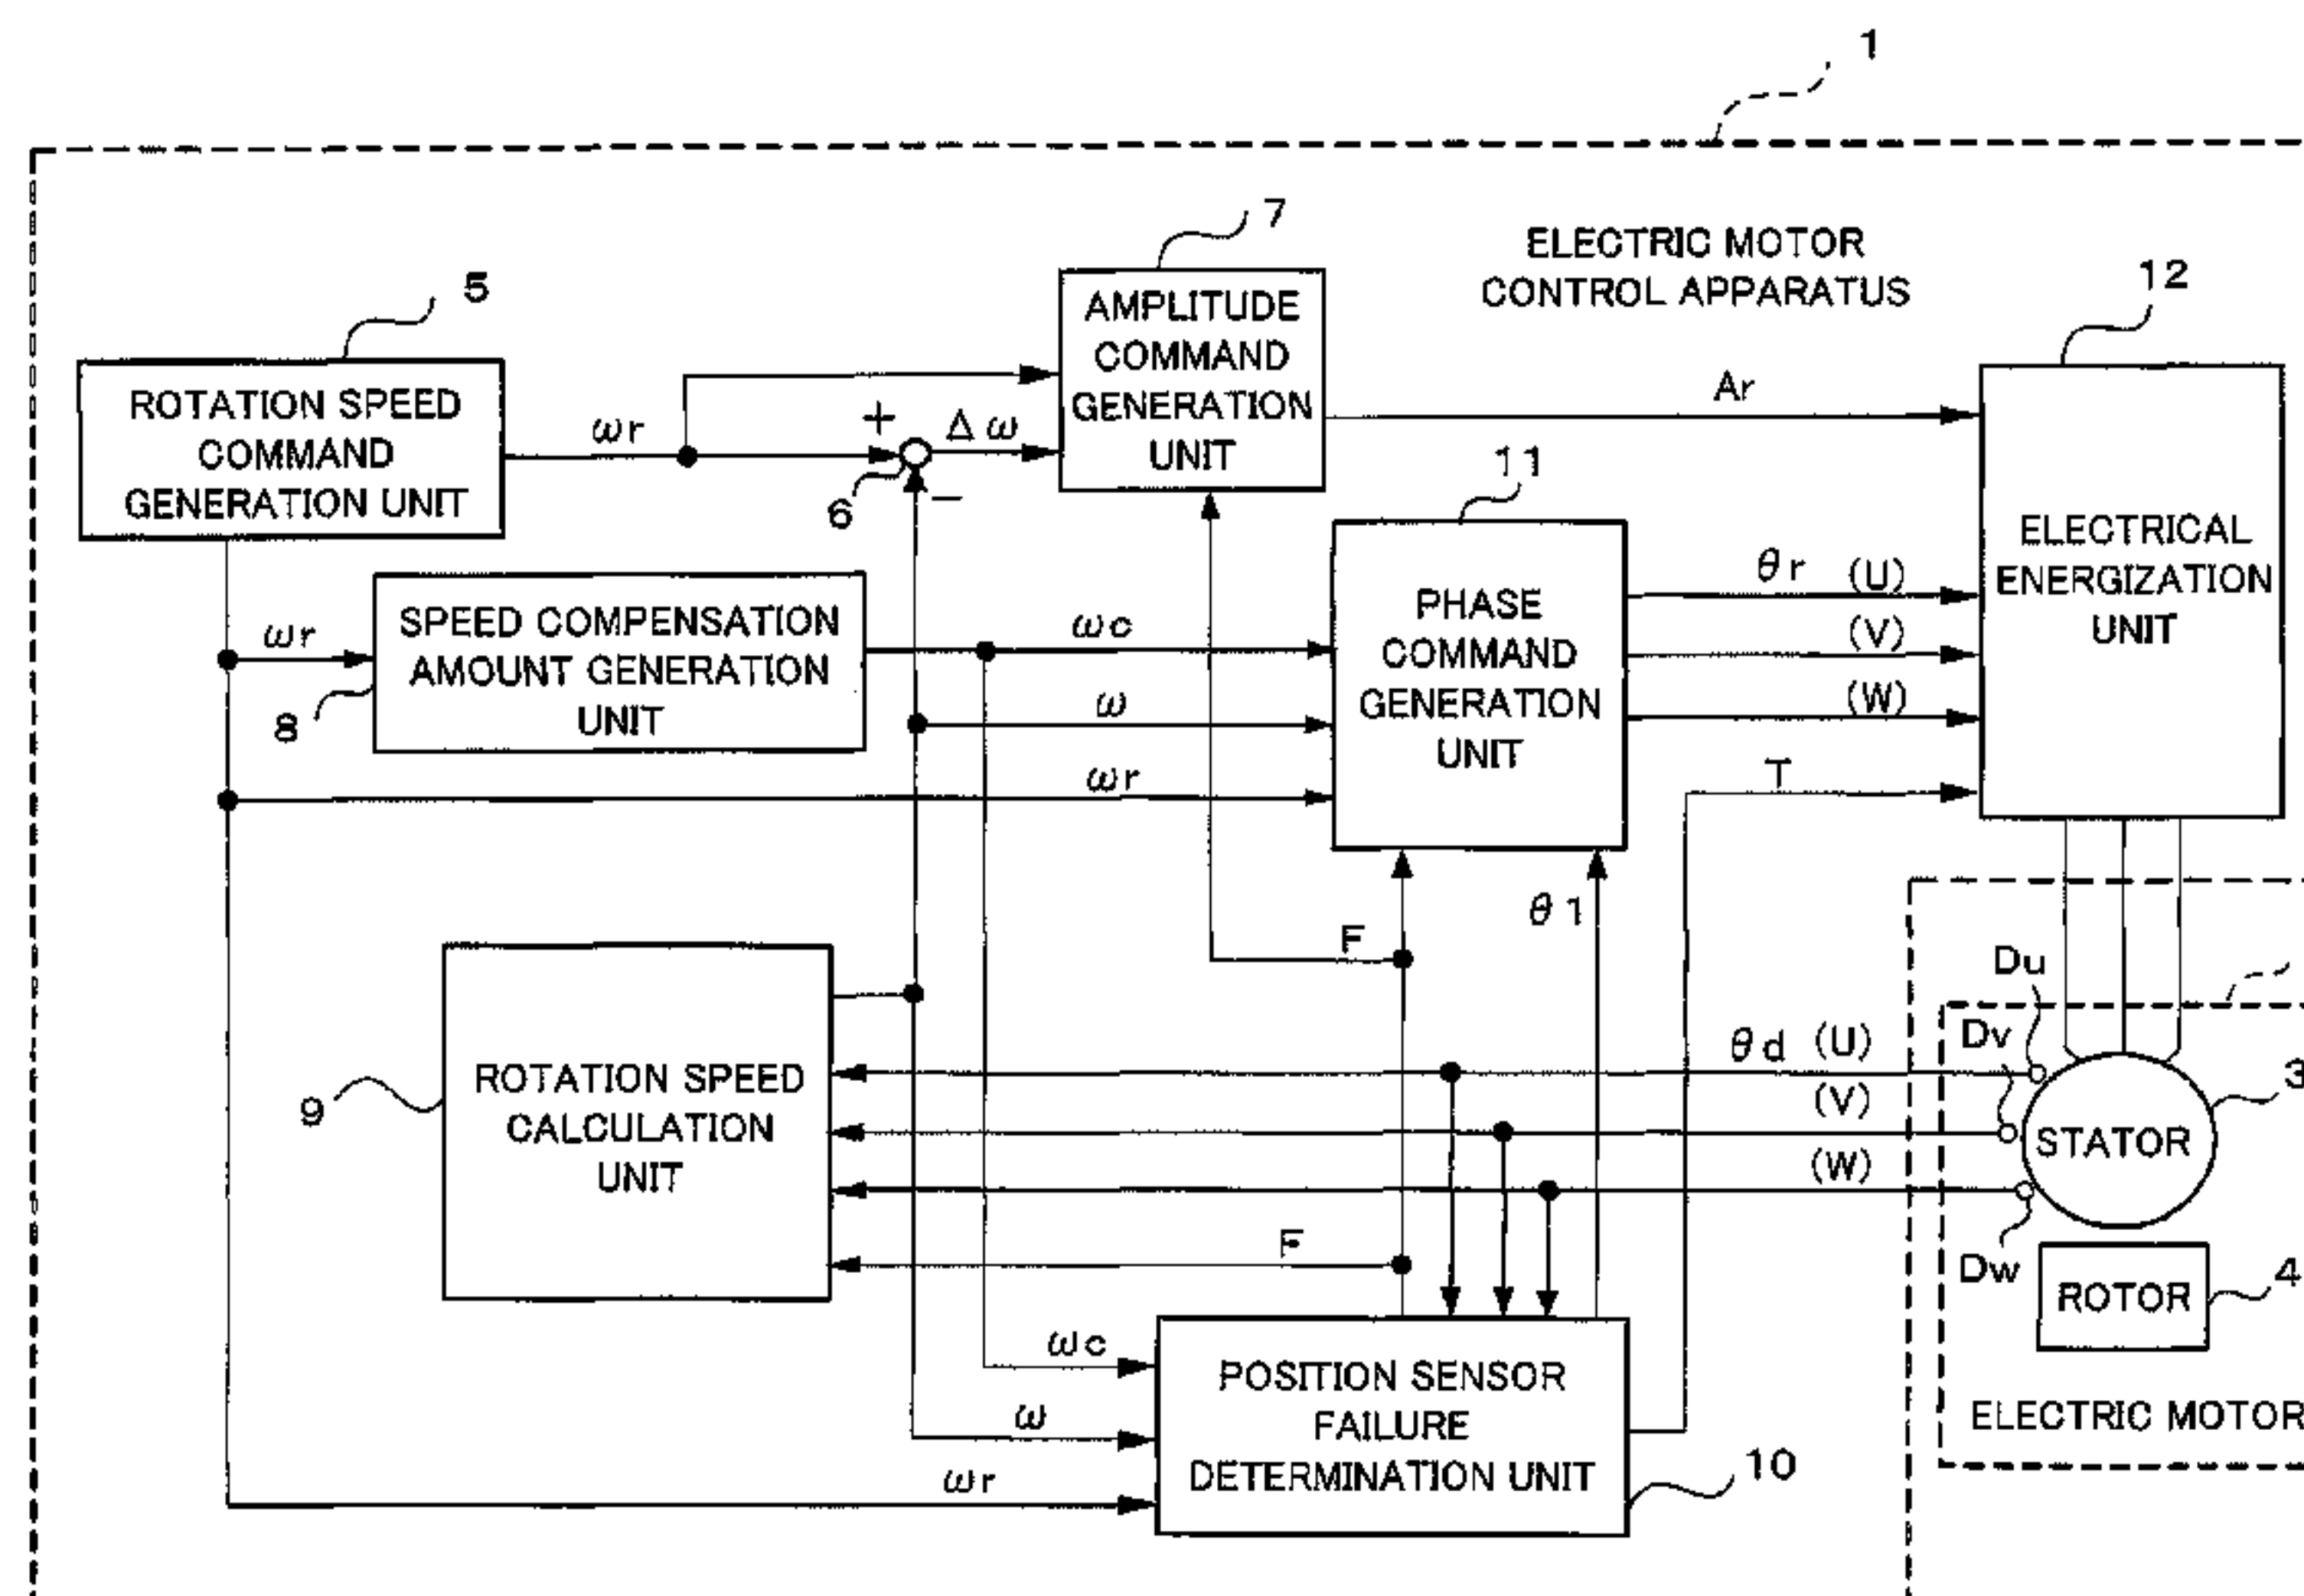 1
7
ELECTRIC MOTOR
CONTROL APPARATUS
5
12
AMPLITUDE
COMMAND
GENERATION
UNIT
ROTATION SPEED
COMMAND
GENERATION UNIT
ωr
+
Δω
Ar
6
−
11
ELECTRICAL
ENERGIZATION
UNIT
ωr
SPEED COMPENSATION
AMOUNT GENERATION
UNIT
8
ωc
ω
ωr
PHASE
COMMAND
GENERATION
UNIT
θr (U)
(V)
(W)
T
F
θ1
Du
Dv
9
ROTATION SPEED
CALCULATION
UNIT
θd (U)
(V)
(W)
F
STATOR
3
Dw
ROTOR
4
ELECTRIC MOTOR
ωc
ω
ωr
POSITION SENSOR
FAILURE
DETERMINATION UNIT
10